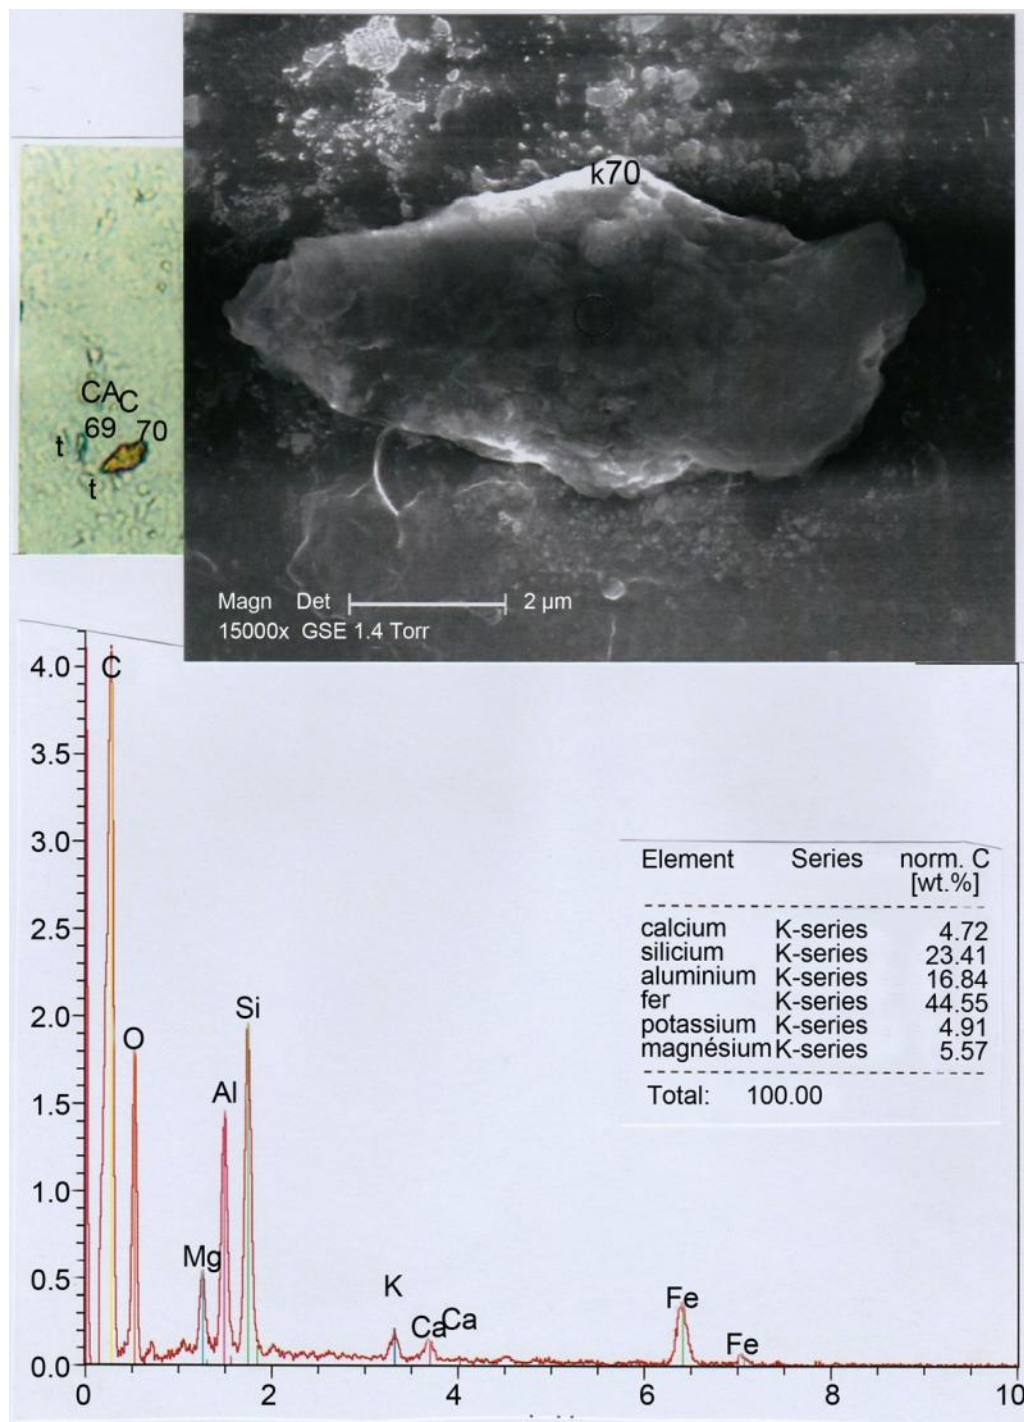 k70
CAC
69 70
t
t
Magn Det 2 µm
15000x GSE 1.4 Torr
4.0
3.5
3.0
2.5
2.0
1.5
1.0
0.5
0.0
C
O
Mg
Al
Si
K
Ca
Ca
Fe
Fe
0 2 4 6 8 10
Element Series norm. C
[wt.%]
calcium K-series 4.72
silicium K-series 23.41
aluminium K-series 16.84
fer K-series 44.55
potassium K-series 4.91
magnésium K-series 5.57
Total: 100.00